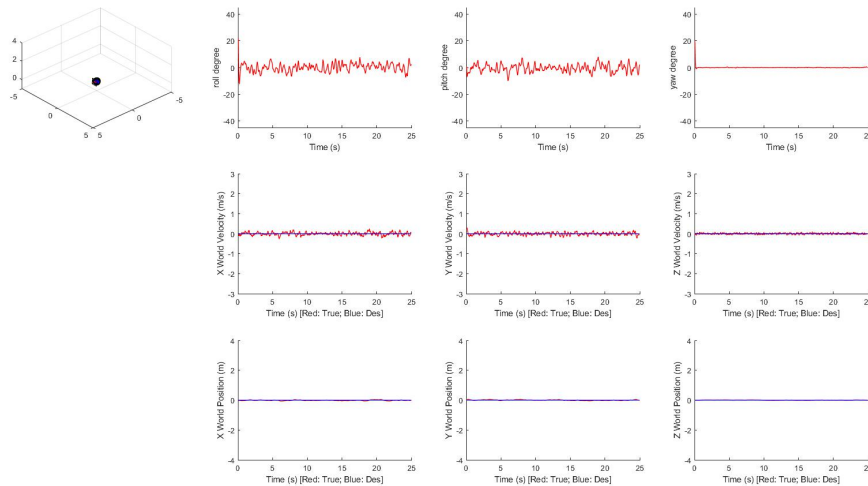 4
2
0
-5
0
5
5
0
-5
roll degree
40
20
0
-20
-40
0 5 10 15 20 25
Time (s)
pitch degree
40
20
0
-20
-40
0 5 10 15 20 25
Time (s)
yaw degree
40
20
0
-20
-40
0 5 10 15 20 25
Time (s)
X World Velocity (m/s)
3
2
1
0
-1
-2
-3
0 5 10 15 20 25
Time (s) [Red: True; Blue: Des]
Y World Velocity (m/s)
3
2
1
0
-1
-2
-3
0 5 10 15 20 25
Time (s) [Red: True; Blue: Des]
Z World Velocity (m/s)
3
2
1
0
-1
-2
-3
0 5 10 15 20 25
Time (s) [Red: True; Blue: Des]
X World Position (m)
4
2
0
-2
-4
0 5 10 15 20 25
Time (s) [Red: True; Blue: Des]
Y World Position (m)
4
2
0
-2
-4
0 5 10 15 20 25
Time (s) [Red: True; Blue: Des]
Z World Position (m)
4
2
0
-2
-4
0 5 10 15 20 25
Time (s) [Red: True; Blue: Des]